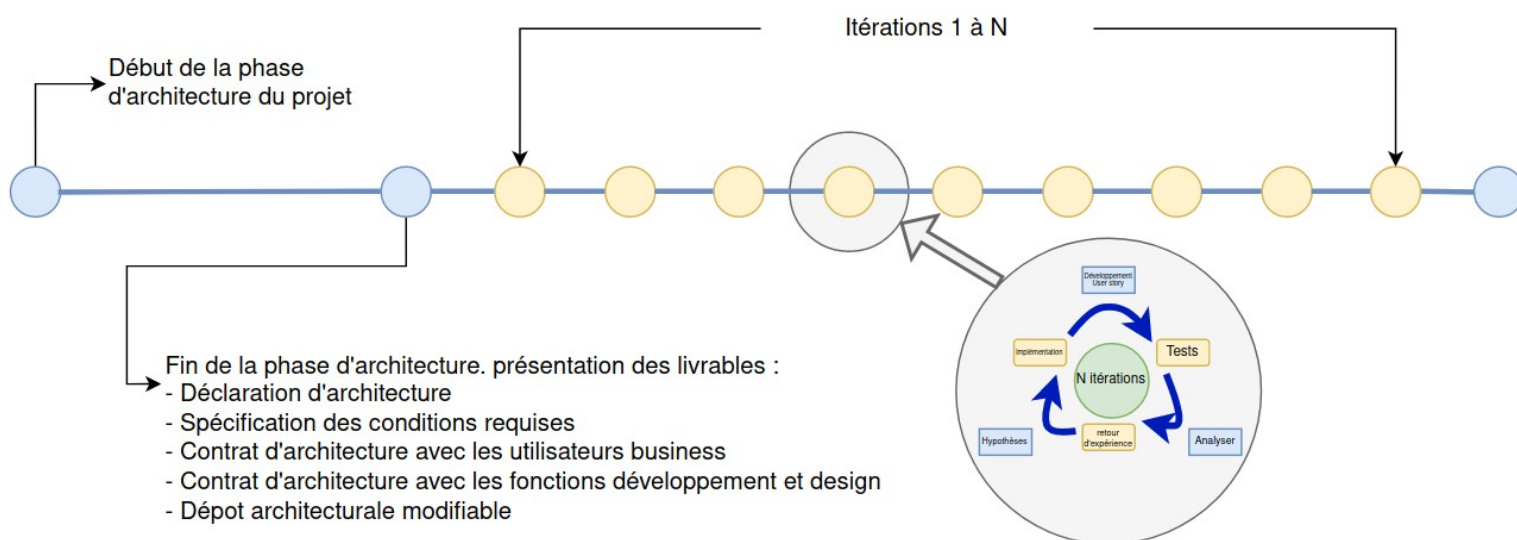 Itérations 1 à N
Début de la phase
d'architecture du projet
Fin de la phase d'architecture. présentation des livrables :
- Déclaration d'architecture
- Spécification des conditions requises
- Contrat d'architecture avec les utilisateurs business
- Contrat d'architecture avec les fonctions développement et design
- Dépot architecturale modifiable
Développement
User story
Implémentation
Tests
N itérations
Hypothèses
retour
d'expérience
Analyser